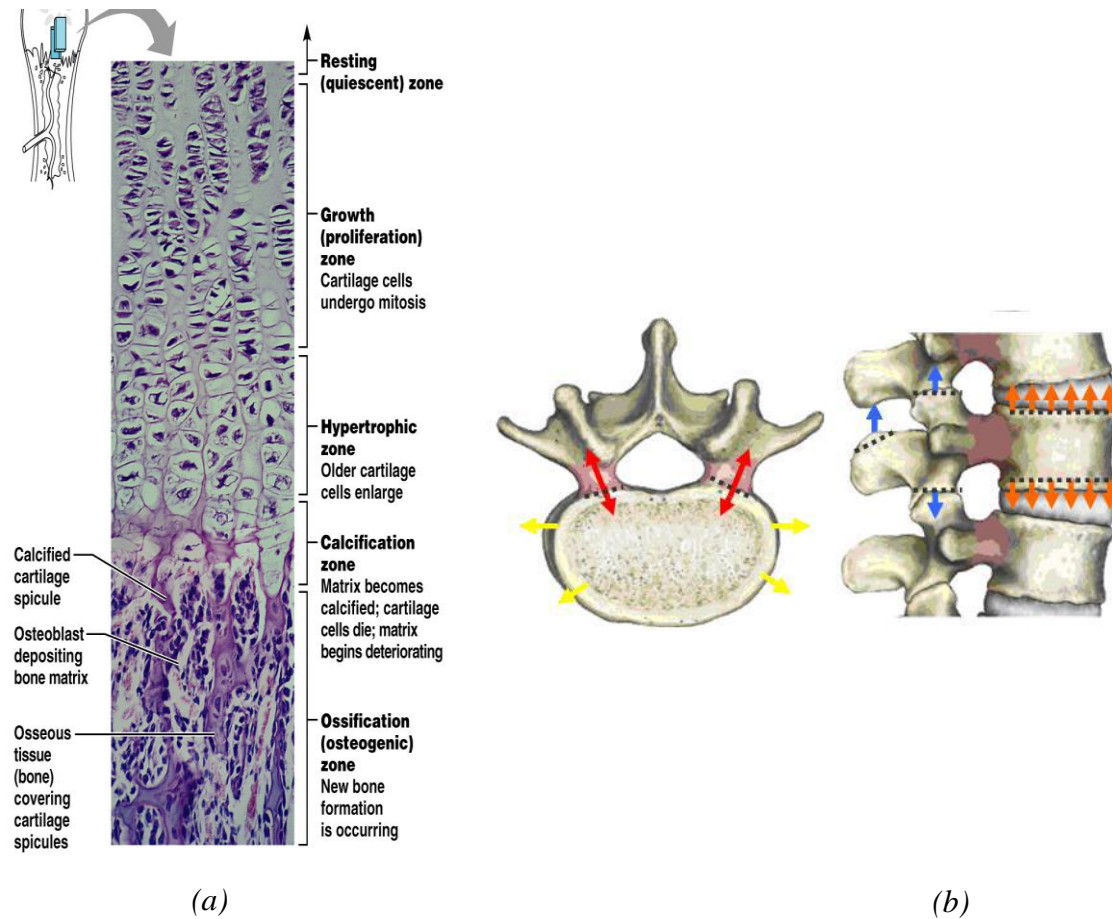 Resting
(quiescent) zone
Growth
(proliferation)
zone
Cartilage cells
undergo mitosis
Hypertrophic
zone
Older cartilage
cells enlarge
Calcification
zone
Matrix becomes
calcified; cartilage
cells die; matrix
begins deteriorating
Ossification
(osteogenic)
zone
New bone
formation
is occurring
Calcified
cartilage
spicule
Osteoblast
depositing
bone matrix
Osseous
tissue
(bone)
covering
cartilage
spicules
(a)
(b)